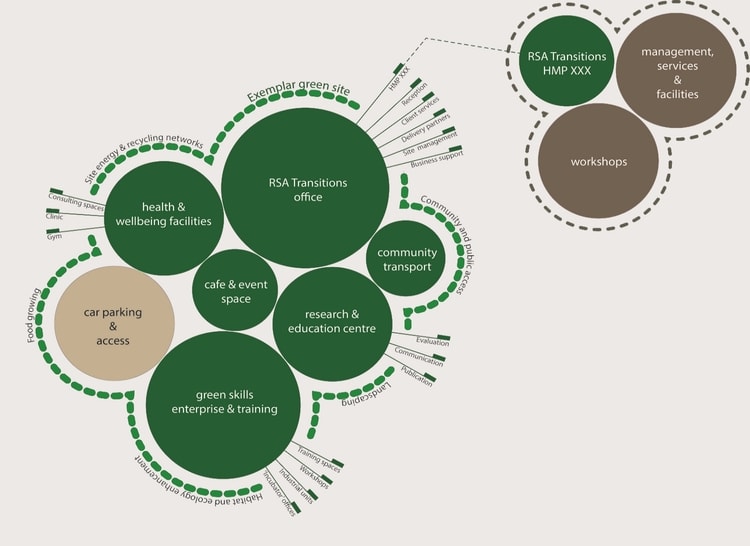 Exemplar green site
Site energy & recycling networks
HMP XXX
Reception
Client services
Delivery partners
Site management
Business support
RSA Transitions
office
health &
wellbeing facilities
Consulting spaces
Clinic
Gym
Community and public access
community
transport
cafe & event
space
research &
education centre
Evaluation
Communication
Publication
Food growing
car parking
&
access
green skills
enterprise & training
Landscaping
Training spaces
Workshops
Industrial units
Incubator offices
Habitat and ecology enhancement
RSA Transitions
HMP XXX
management,
services
&
facilities
workshops